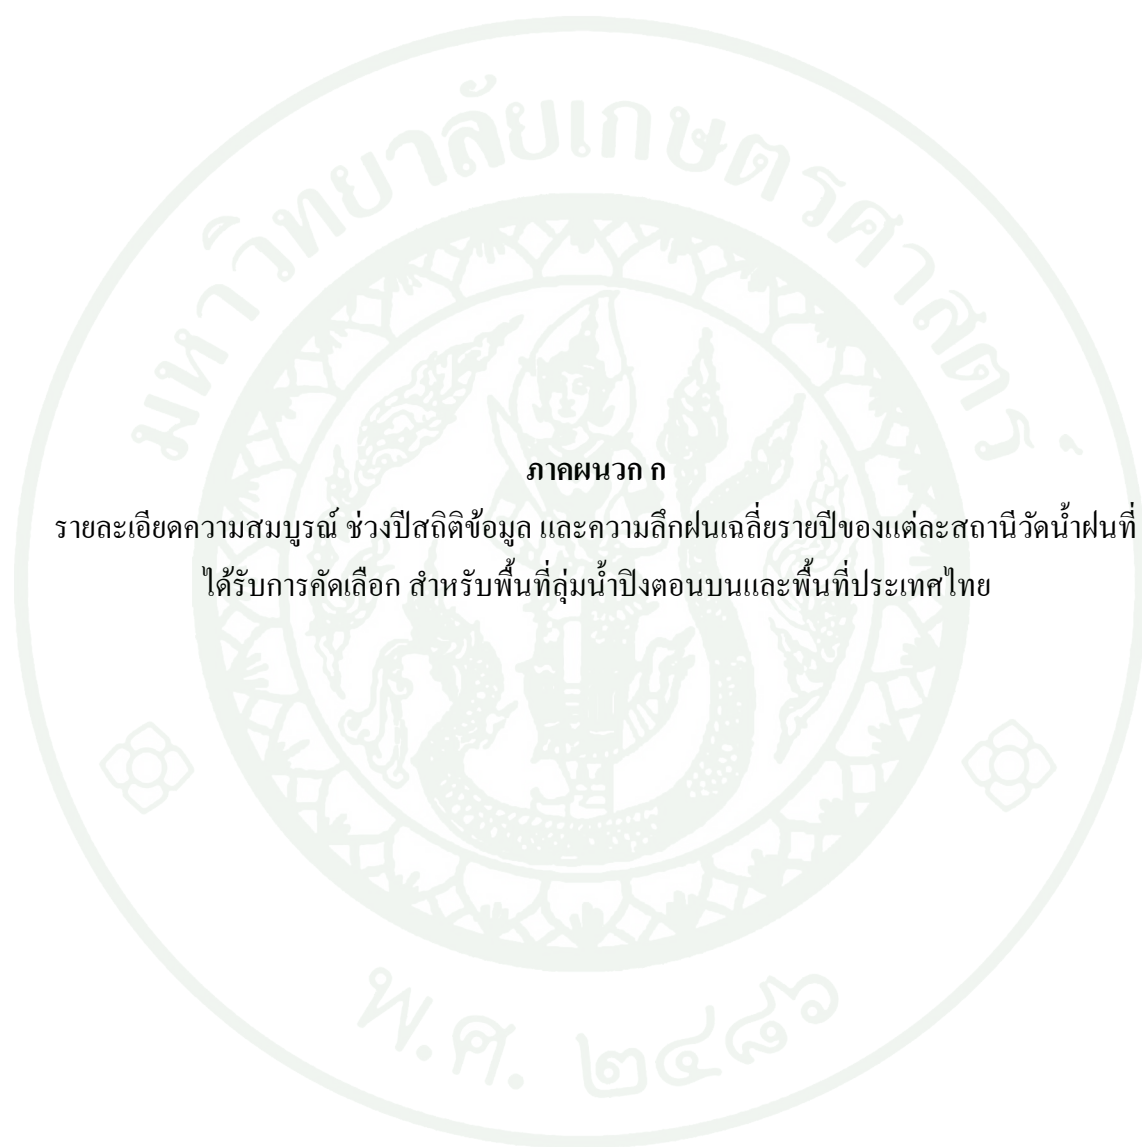 มหาวิทยาลัยเกษตรศาสตร์
ภาคผนวก ก
รายละเอียดความสมบูรณ์ ช่วงปีสถิติข้อมูล และความลึกฝนเฉลี่ยรายปีของแต่ละสถานีวัดน้ำฝนที่
ได้รับการคัดเลือก สำหรับพื้นที่ลุ่มน้ำปิงตอนบนและพื้นที่ประเทศไทย
พ.ศ. ๒๔๘๖